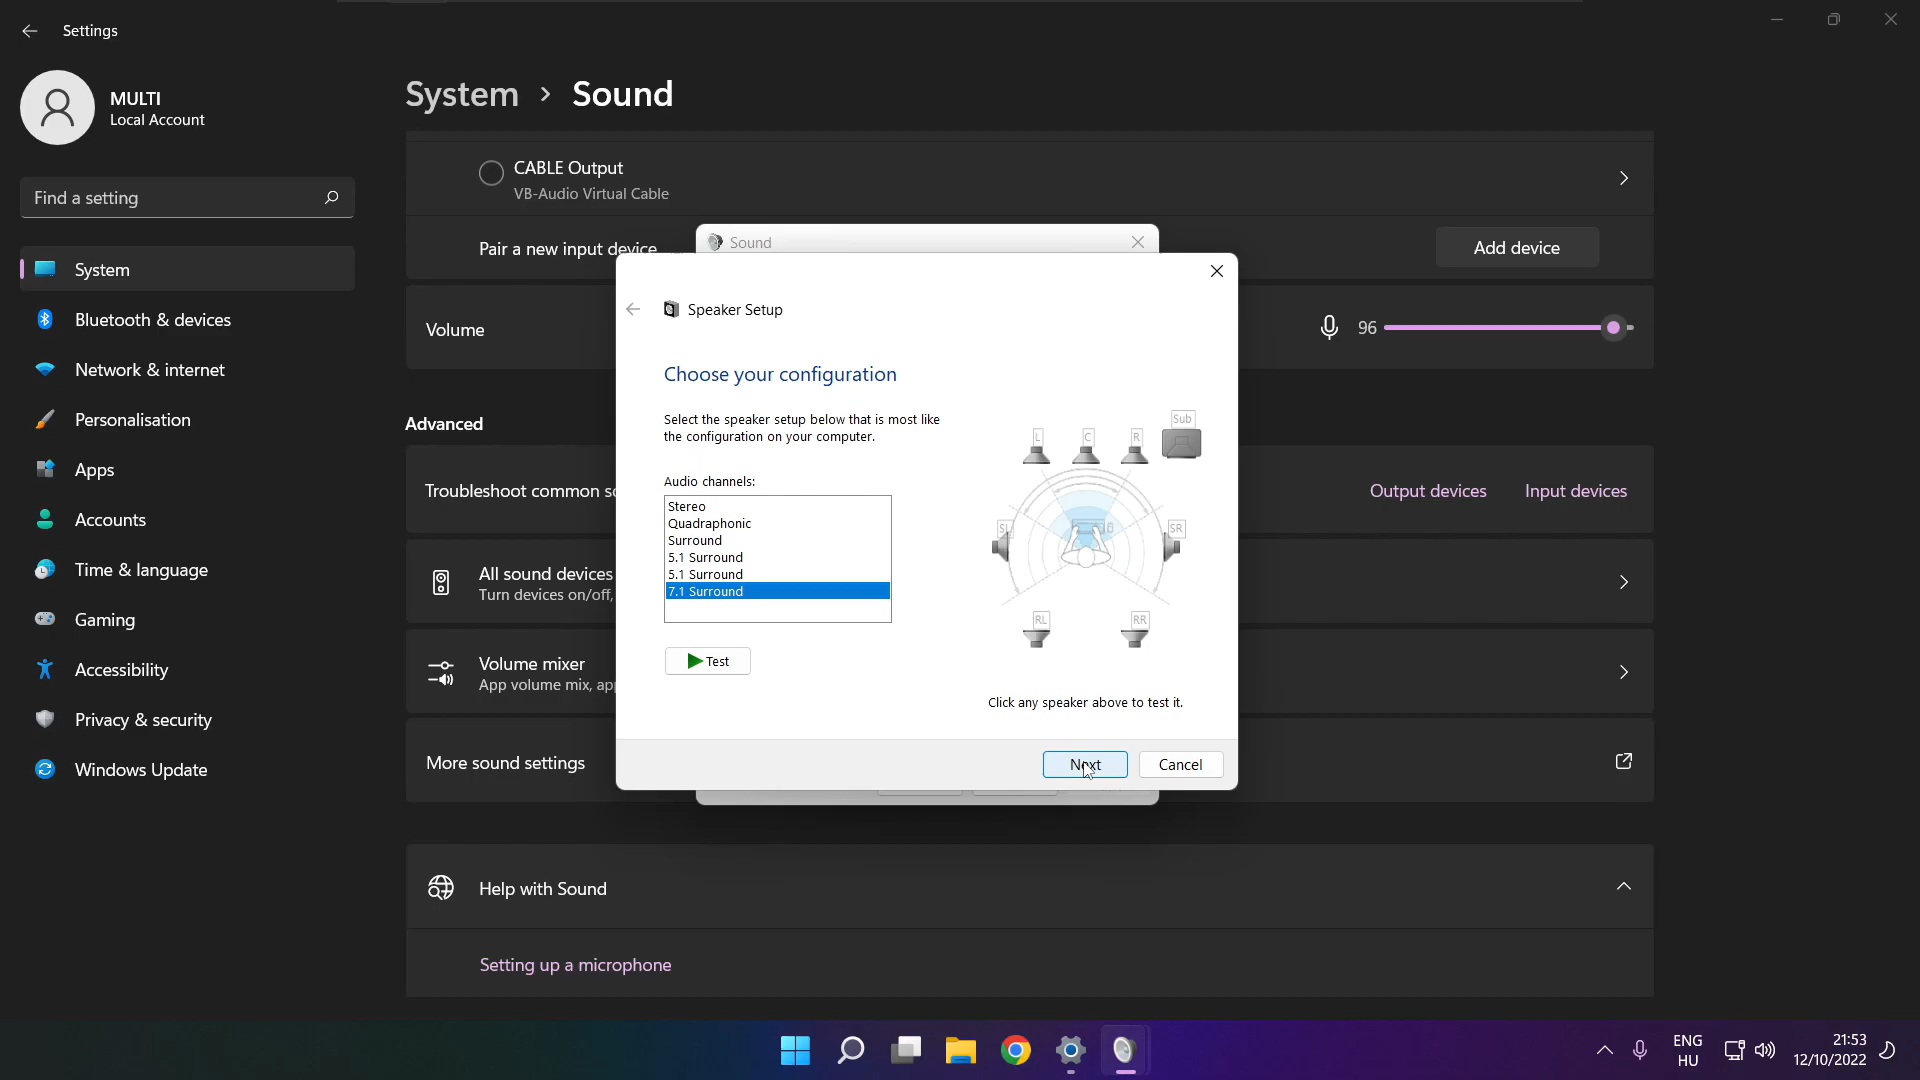 Settings
MULTI
Local Account
Find a setting
System
Bluetooth & devices
Network & internet
Personalisation
Apps
Accounts
Time & language
Gaming
Accessibility
Privacy & security
Windows Update
System > Sound
CABLE Output
VB-Audio Virtual Cable
Pair a new input device
Add device
Volume
96
Advanced
Troubleshoot common
Output devices
Input devices
All sound devices
Turn devices on/off,
Volume mixer
App volume mix,
More sound settings
Help with Sound
Setting up a microphone
Sound
Speaker Setup
Choose your configuration
Select the speaker setup below that is most like
the configuration on your computer.
Audio channels:
Stereo
Quadraphonic
Surround
5.1 Surround
5.1 Surround
7.1 Surround
Test
L
C
R
Sub
SL
SR
RL
RR
Click any speaker above to test it.
Next
Cancel
ENG
HU
21:53
12/10/2022